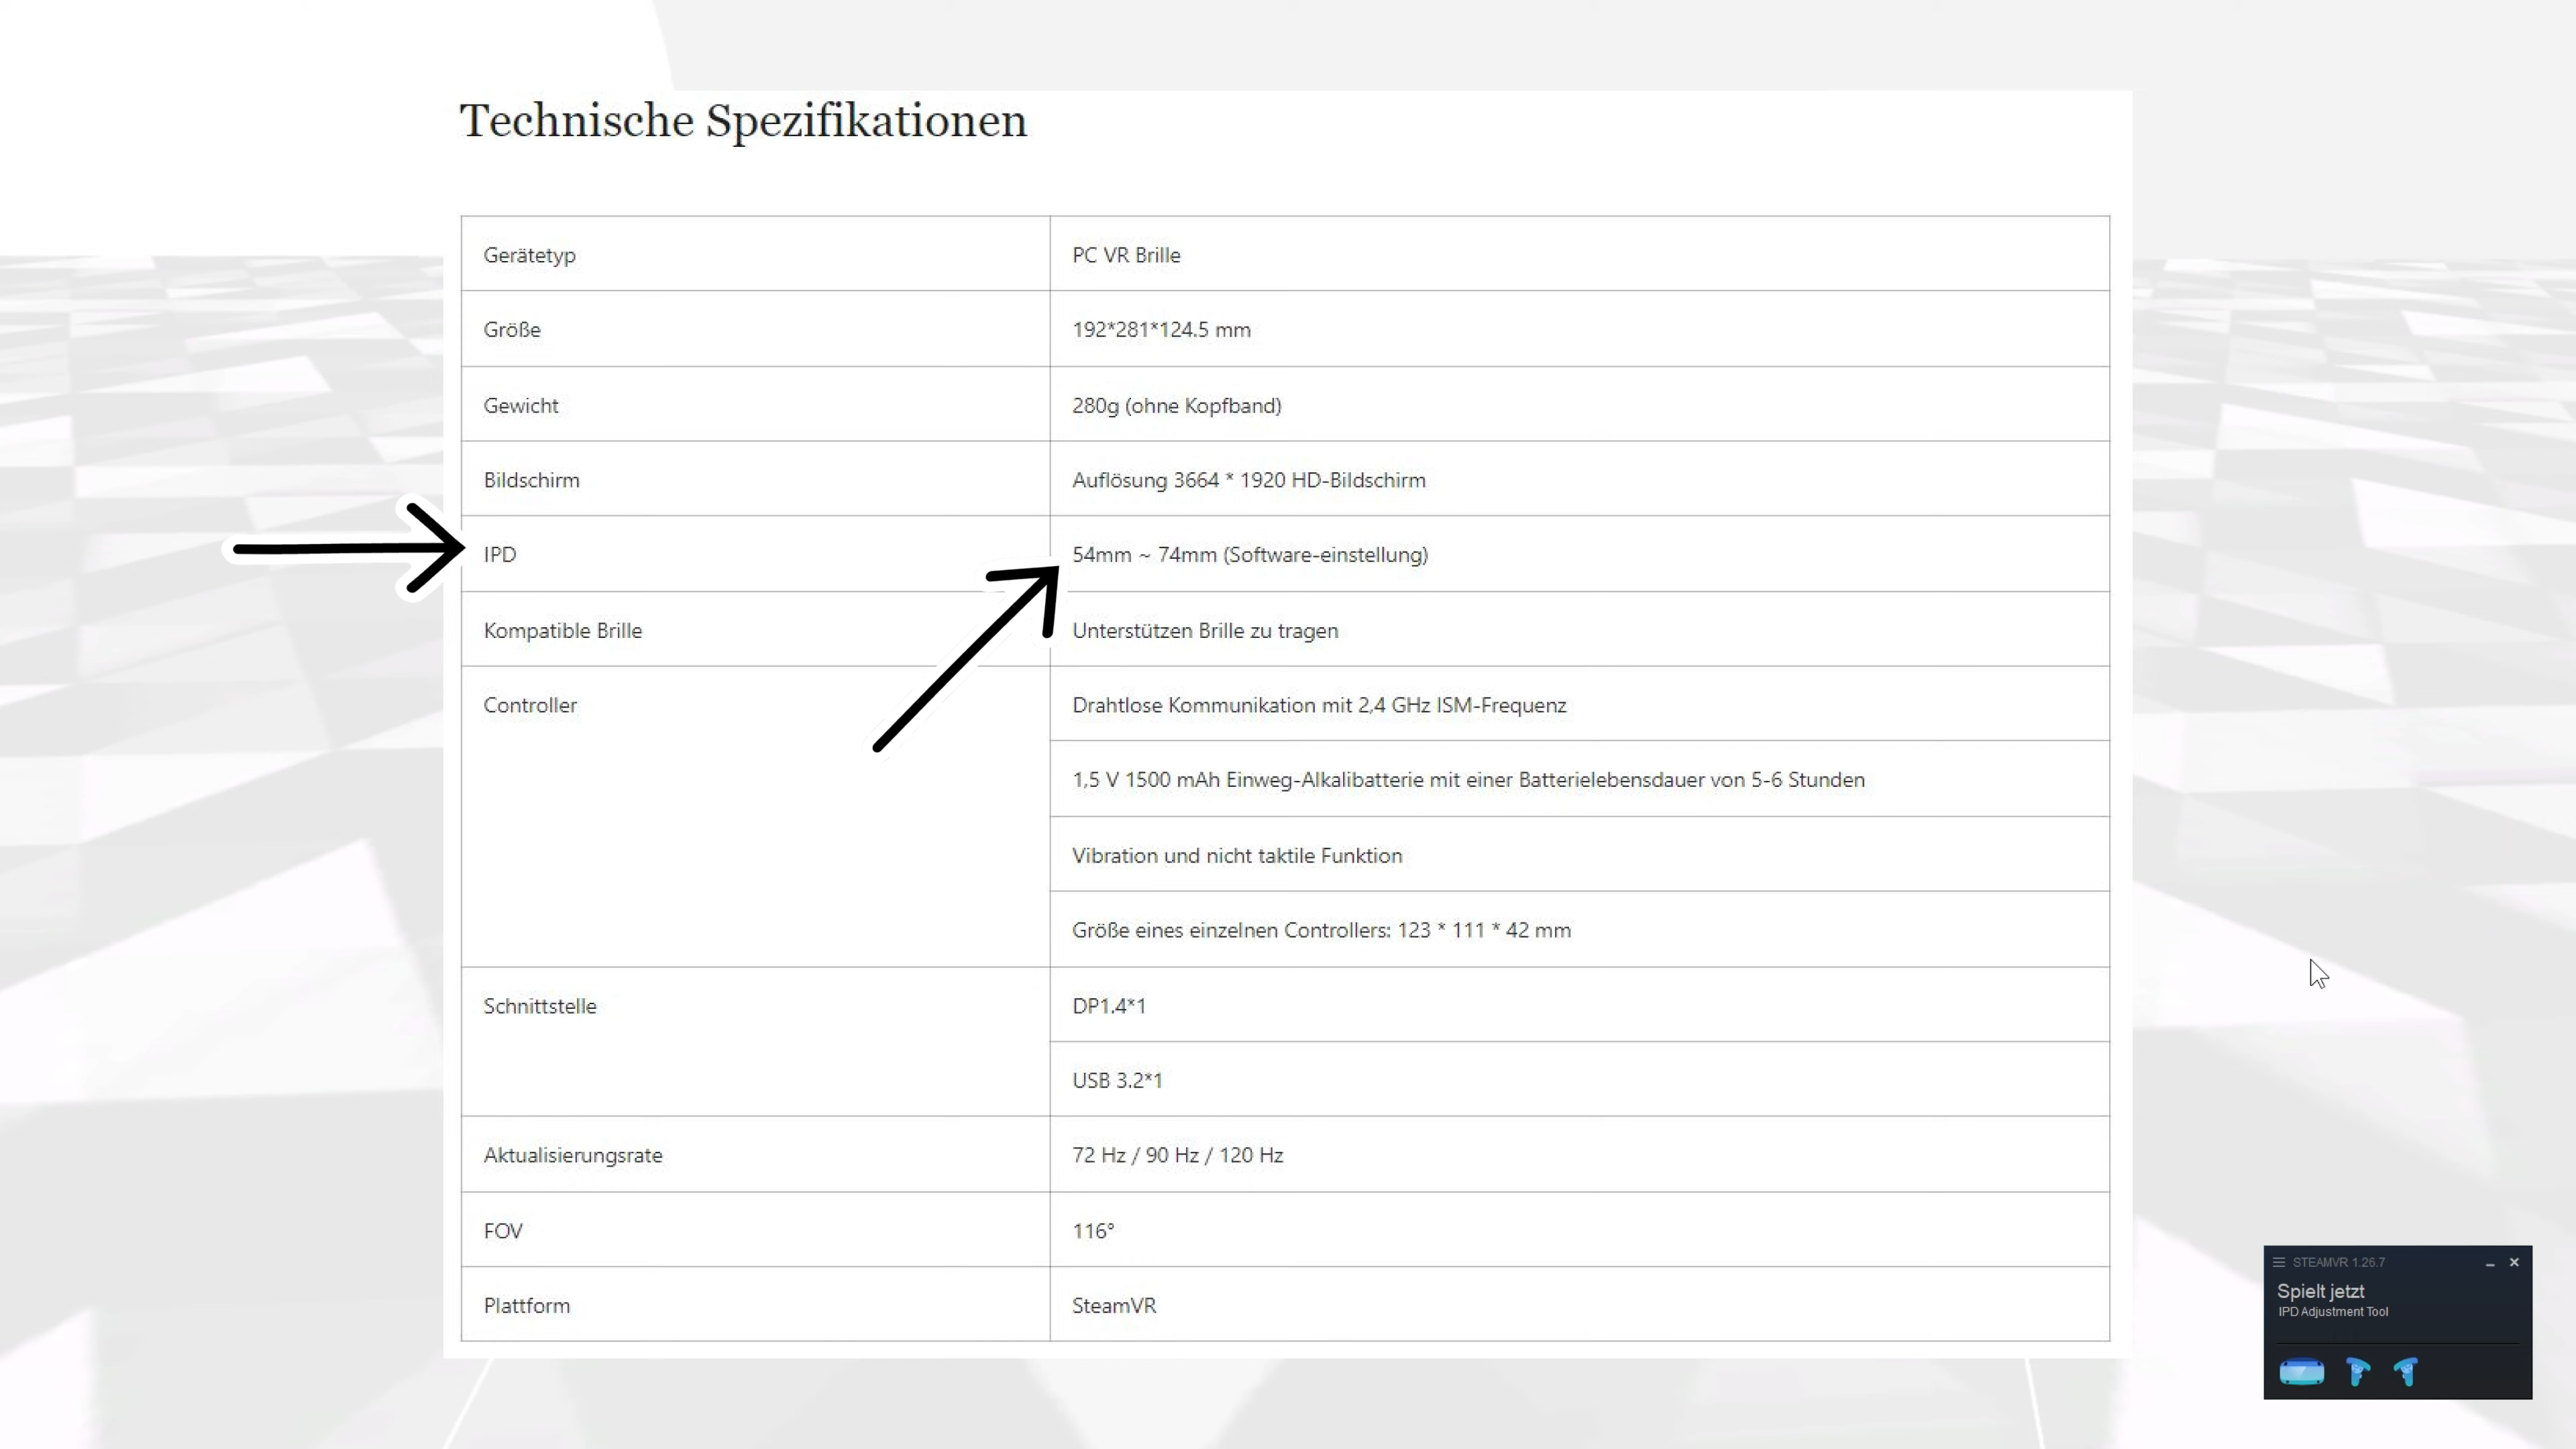 Technische Spezifikationen
Gerätetyp PC VR Brille
Größe 192*281*124.5 mm
Gewicht 280g (ohne Kopfband)
Bildschirm Auflösung 3664 * 1920 HD-Bildschirm
IPD 54mm ~ 74mm (Software-einstellung)
Kompatible Brille Unterstützen Brille zu tragen
Controller Drahtlose Kommunikation mit 2,4 GHz ISM-Frequenz
1,5 V 1500 mAh Einweg-Alkalibatterie mit einer Batterielebensdauer von 5-6 Stunden
Vibration und nicht taktile Funktion
Größe eines einzelnen Controllers: 123 * 111 * 42 mm
Schnittstelle DP1.4*1
USB 3.2*1
Aktualisierungsrate 72 Hz / 90 Hz / 120 Hz
FOV 116°
Plattform SteamVR
STEAMVR 1.26.7
Spielt jetzt
IPD Adjustment Tool